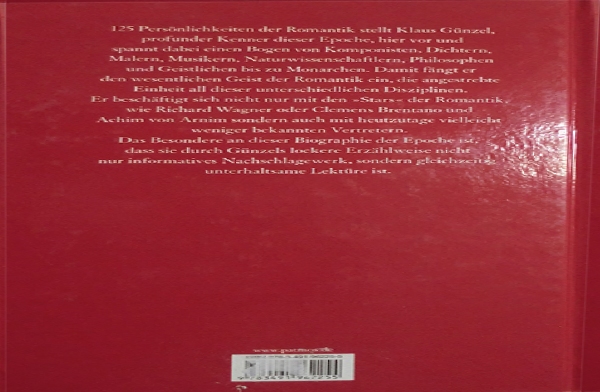 125 Persönlichkeiten der Romantik stellt Klaus Günzel,
profunder Kenner dieser Epoche, hier vor und
spannt dabei einen Bogen von Komponisten, Dichtern,
Malern, Musikern, Naturwissenschaftlern, Philosophen
und Geistlichen bis zu Monarchen. Damit fängt er
den wesentlichen Geist der Romantik ein, die angestrebte
Einheit all dieser unterschiedlichen Disziplinen.
Er beschäftigt sich nicht nur mit den »Stars« der Romantik
wie Richard Wagner oder Clemens Brentano und
Achim von Arnim sondern auch mit heutzutage vielleicht
weniger bekannten Vertretern.
Das Besondere an dieser Biographie der Epoche ist,
dass sie durch Günzels lockere Erzählweise nicht
nur informatives Nachschlagewerk, sondern gleichzeitig
unterhaltsame Lektüre ist.
www.patmos.de